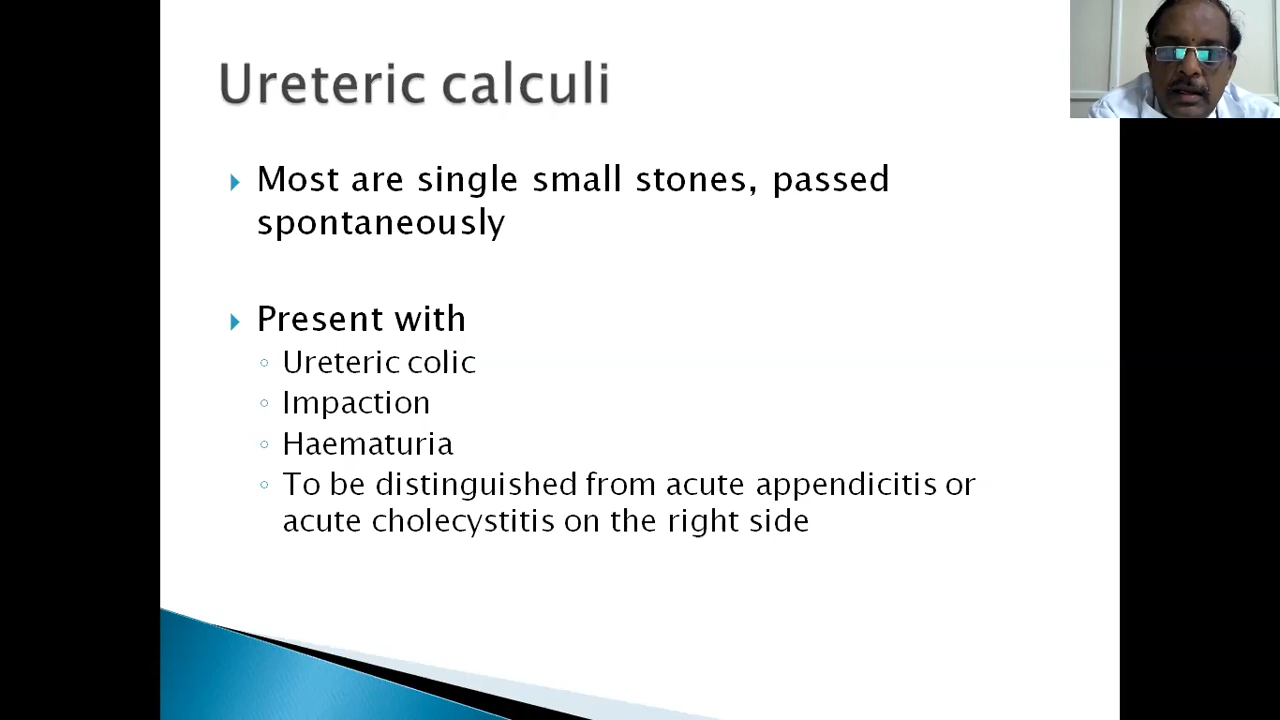 Ureteric calculi
Most are single small stones, passed
spontaneously
Present with
Ureteric colic
Impaction
Haematuria
To be distinguished from acute appendicitis or
acute cholecystitis on the right side